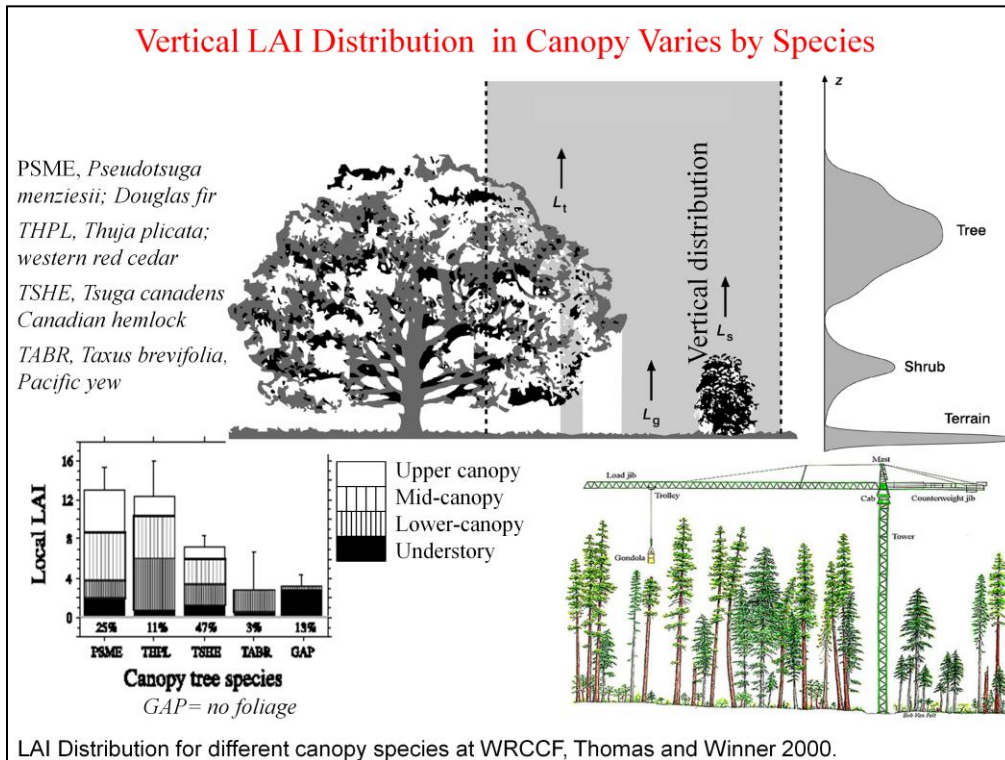 Vertical LAI Distribution in Canopy Varies by Species
PSME, Pseudotsuga
menziesii; Douglas fir
THPL, Thuja plicata;
western red cedar
TSHE, Tsuga canadens
Canadian hemlock
TABR, Taxus brevifolia,
Pacific yew
Lt
Lg
Vertical distribution
Ls
z
Tree
Shrub
Terrain
Local LAI
16
12
8
4
0
25% 11% 47% 3% 13%
PSME THPL TSHE TABR GAP
Canopy tree species
GAP= no foliage
Upper canopy
Mid-canopy
Lower-canopy
Understory
Mast
Load jib
Trolley
Cab
Counterweight jib
Tower
Gondola
Bob Van Pelt
LAI Distribution for different canopy species at WRCCF, Thomas and Winner 2000.